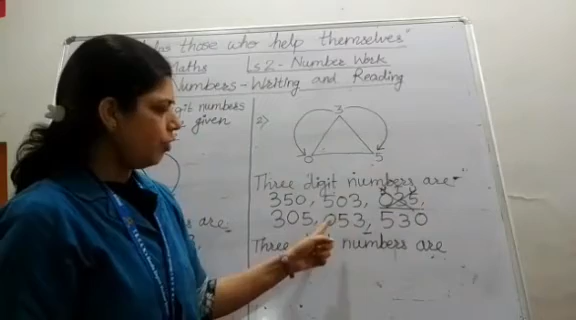 those who help themselves"
Maths Ls 2 - Number Work
Numbers - Writing and Reading
git numbers
given
2)
3
0 5
Three digit numbers are -
350, 503, 035,
305, 053, 530
are
Three numbers are